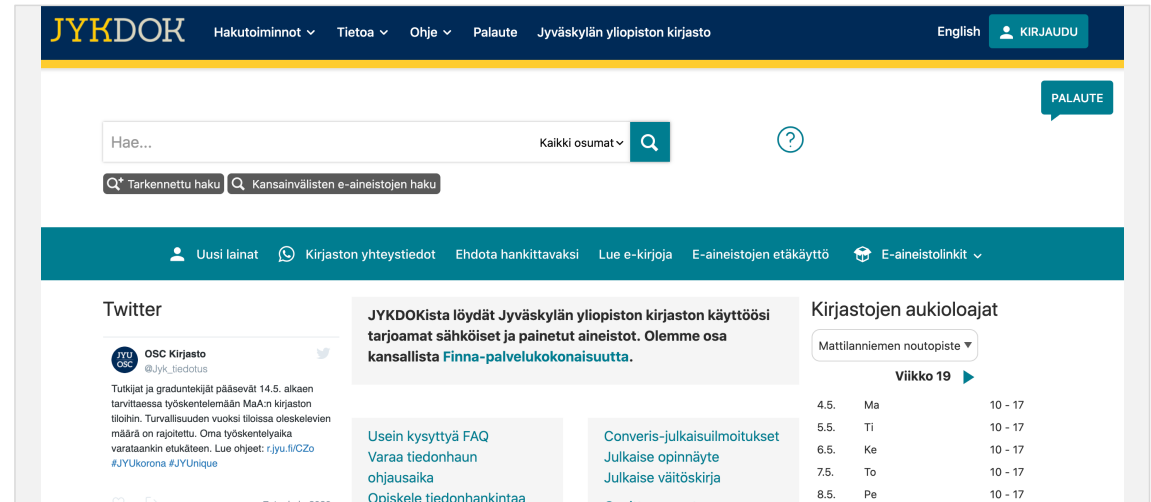 JYKDOK
Hakutoiminnot
Tietoa
Ohje
Palaute
Jyväskylän yliopiston kirjasto
English
KIRJAUDU
PALAUTE
Hae...
Kaikki osumat
?
Tarkennettu haku
Kansainvälisten e-aineistojen haku
Uusi lainat
Kirjaston yhteystiedot
Ehdota hankittavaksi
Lue e-kirjoja
E-aineistojen etäkäyttö
E-aineistolinkit
Twitter
JYU OSC
OSC Kirjasto
@Jyk_tiedotus
Tutkijat ja graduntekijät pääsevät 14.5. alkaen
tarvittaessa työskentelemään MaA:n kirjaston
tiloihin. Turvallisuuden vuoksi tiloissa oleskelevien
määrä on rajoitettu. Oma työskentelyaika
varataankin etukäteen. Lue ohjeet: r.jyu.fi/CZo
#JYUkorona #JYUnique
JYKDOKista löydät Jyväskylän yliopiston kirjaston käyttöösi
tarjoamat sähköiset ja painetut aineistot. Olemme osa
kansallista Finna-palvelukokonaisuutta.
Usein kysyttyä FAQ
Varaa tiedonhaun
ohjausaika
Opiskele tiedonhankintaa
Converis-julkaisuilmoitukset
Julkaise opinnäyte
Julkaise väitöskirja
Kirjastojen aukioloajat
Mattilanniemen noutopiste
Viikko 19
4.5. Ma 10 - 17
5.5. Ti 10 - 17
6.5. Ke 10 - 17
7.5. To 10 - 17
8.5. Pe 10 - 17